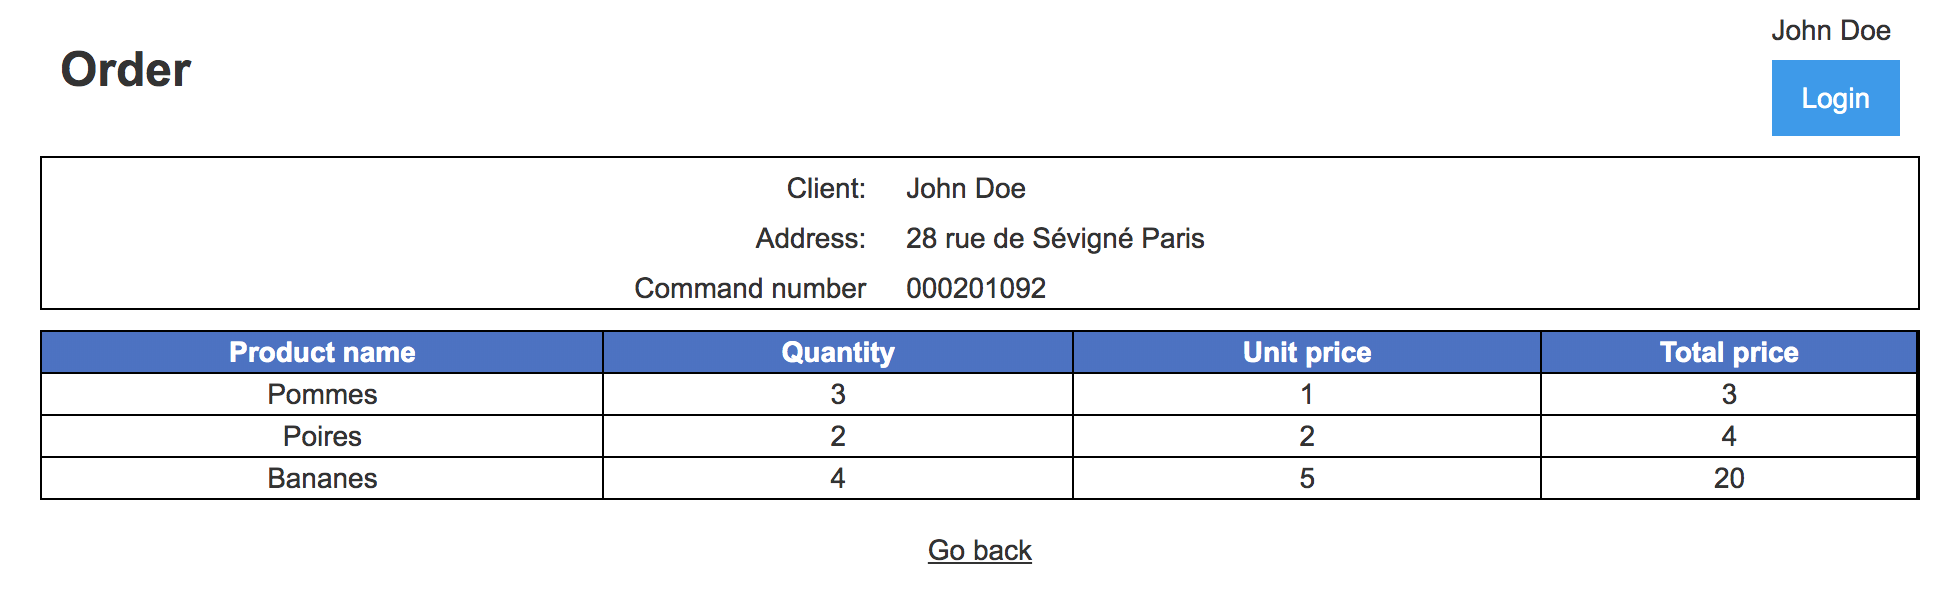 John Doe
Order
Login
Client: John Doe
Address: 28 rue de Sévigné Paris
Command number 000201092
Product name Quantity Unit price Total price
Pommes 3 1 3
Poires 2 2 4
Bananes 4 5 20
Go back